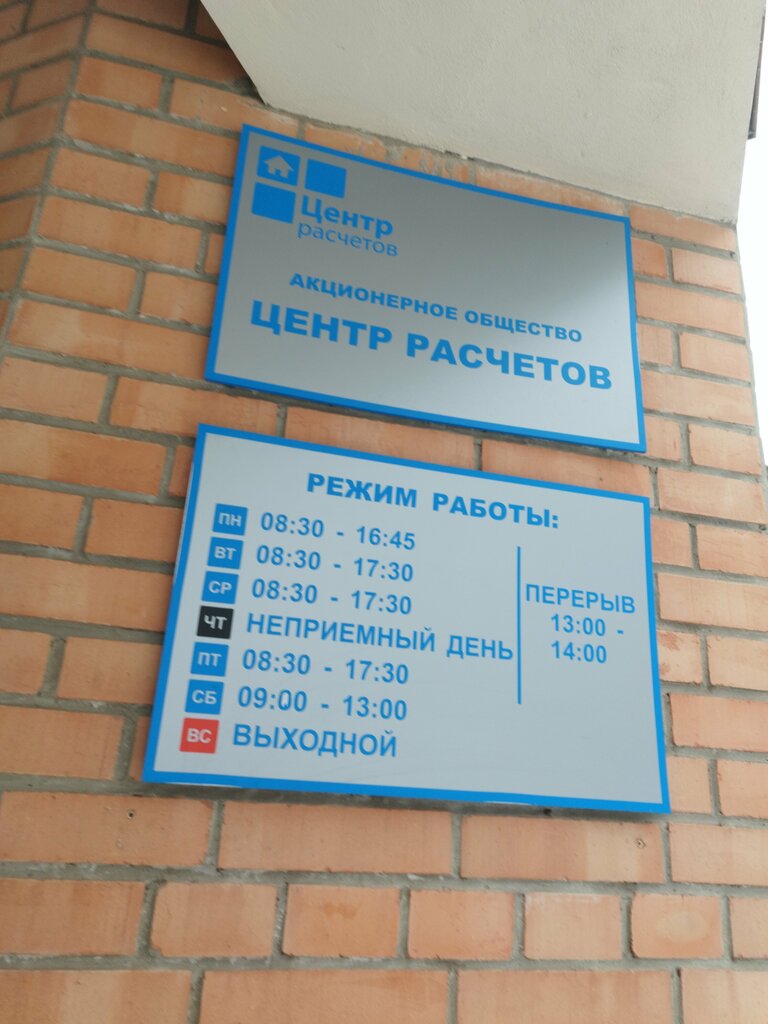 Центр
расчетов
АКЦИОНЕРНОЕ ОБЩЕСТВО
ЦЕНТР РАСЧЕТОВ
РЕЖИМ РАБОТЫ:
ПН 08:30 - 16:45
ВТ 08:30 - 17:30
СР 08:30 - 17:30
ЧТ НЕПРИЕМНЫЙ ДЕНЬ
ПТ 08:30 - 17:30
СБ 09:00 - 13:00
ВС ВЫХОДНОЙ
ПЕРЕРЫВ
13:00 -
14:00